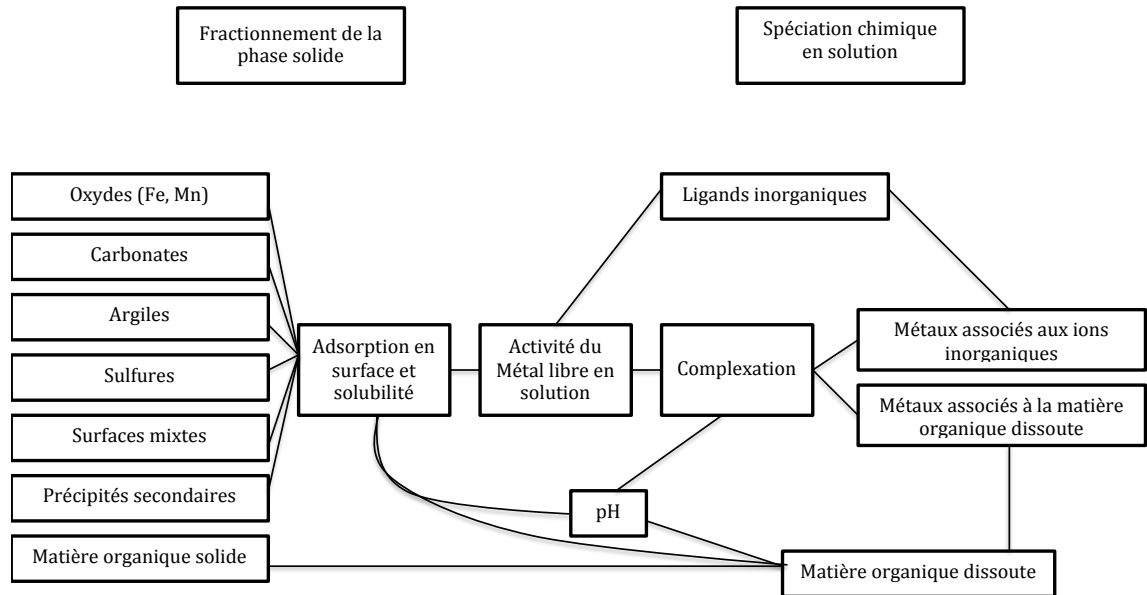 Fractionnement de la
phase solide
Spéciation chimique
en solution
Oxydes (Fe, Mn)
Carbonates
Argiles
Sulfures
Surfaces mixtes
Précipités secondaires
Matière organique solide
Adsorption en
surface et
solubilité
Activité du
Métal libre en
solution
Complexation
Ligands inorganiques
Métaux associés aux ions
inorganiques
Métaux associés à la matière
organique dissoute
pH
Matière organique dissoute